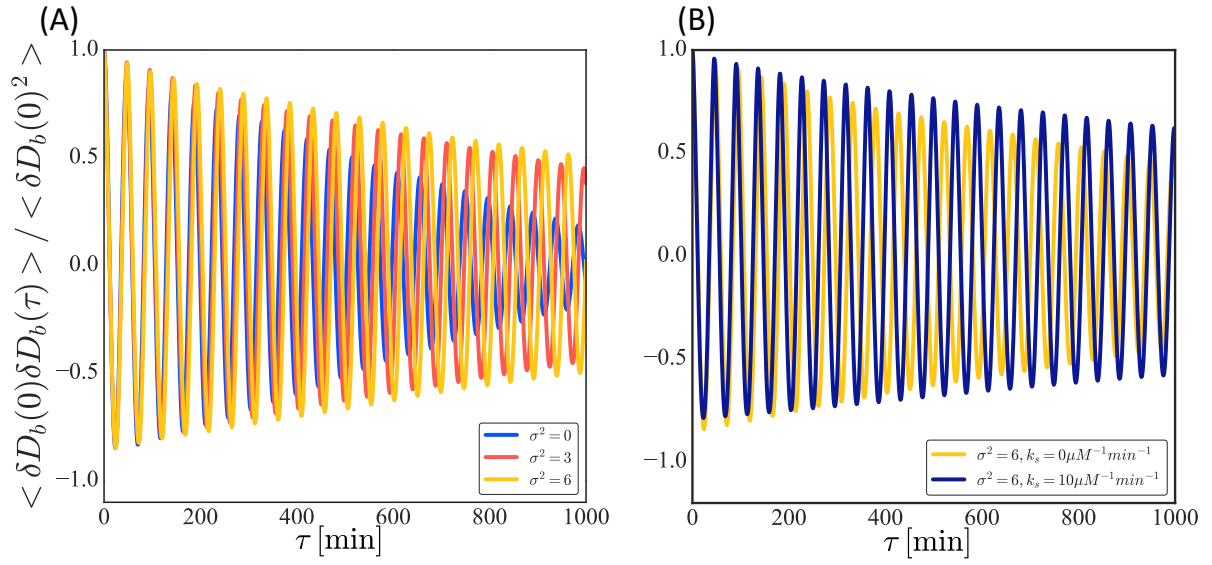 (A)
(B)
< δD_b(0)δD_b(τ) > / < δD_b(0)^2 >
1.0
0.5
0.0
−0.5
−1.0
0 200 400 600 800 1000
τ [min]
σ^2 = 0
σ^2 = 3
σ^2 = 6
1.0
0.5
0.0
−0.5
−1.0
0 200 400 600 800 1000
τ [min]
σ^2 = 6, k_s = 0μM^{−1}min^{−1}
σ^2 = 6, k_s = 10μM^{−1}min^{−1}